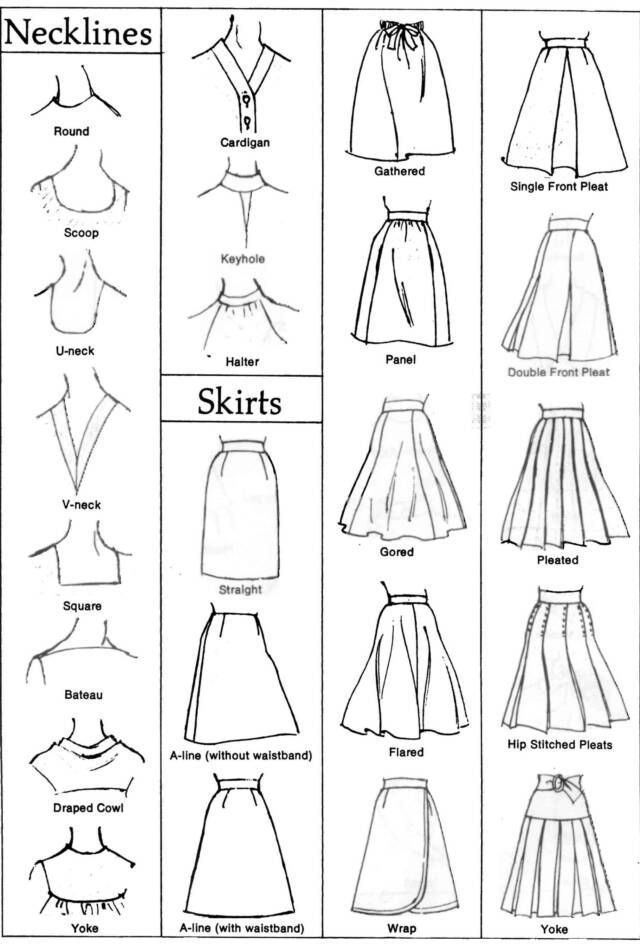 Necklines
Round
Scoop
U-neck
V-neck
Square
Bateau
Draped Cowl
Yoke
Cardigan
Keyhole
Halter
Skirts
Straight
A-line (without waistband)
A-line (with waistband)
Gathered
Panel
Gored
Flared
Wrap
Single Front Pleat
Double Front Pleat
Pleated
Hip Stitched Pleats
Yoke